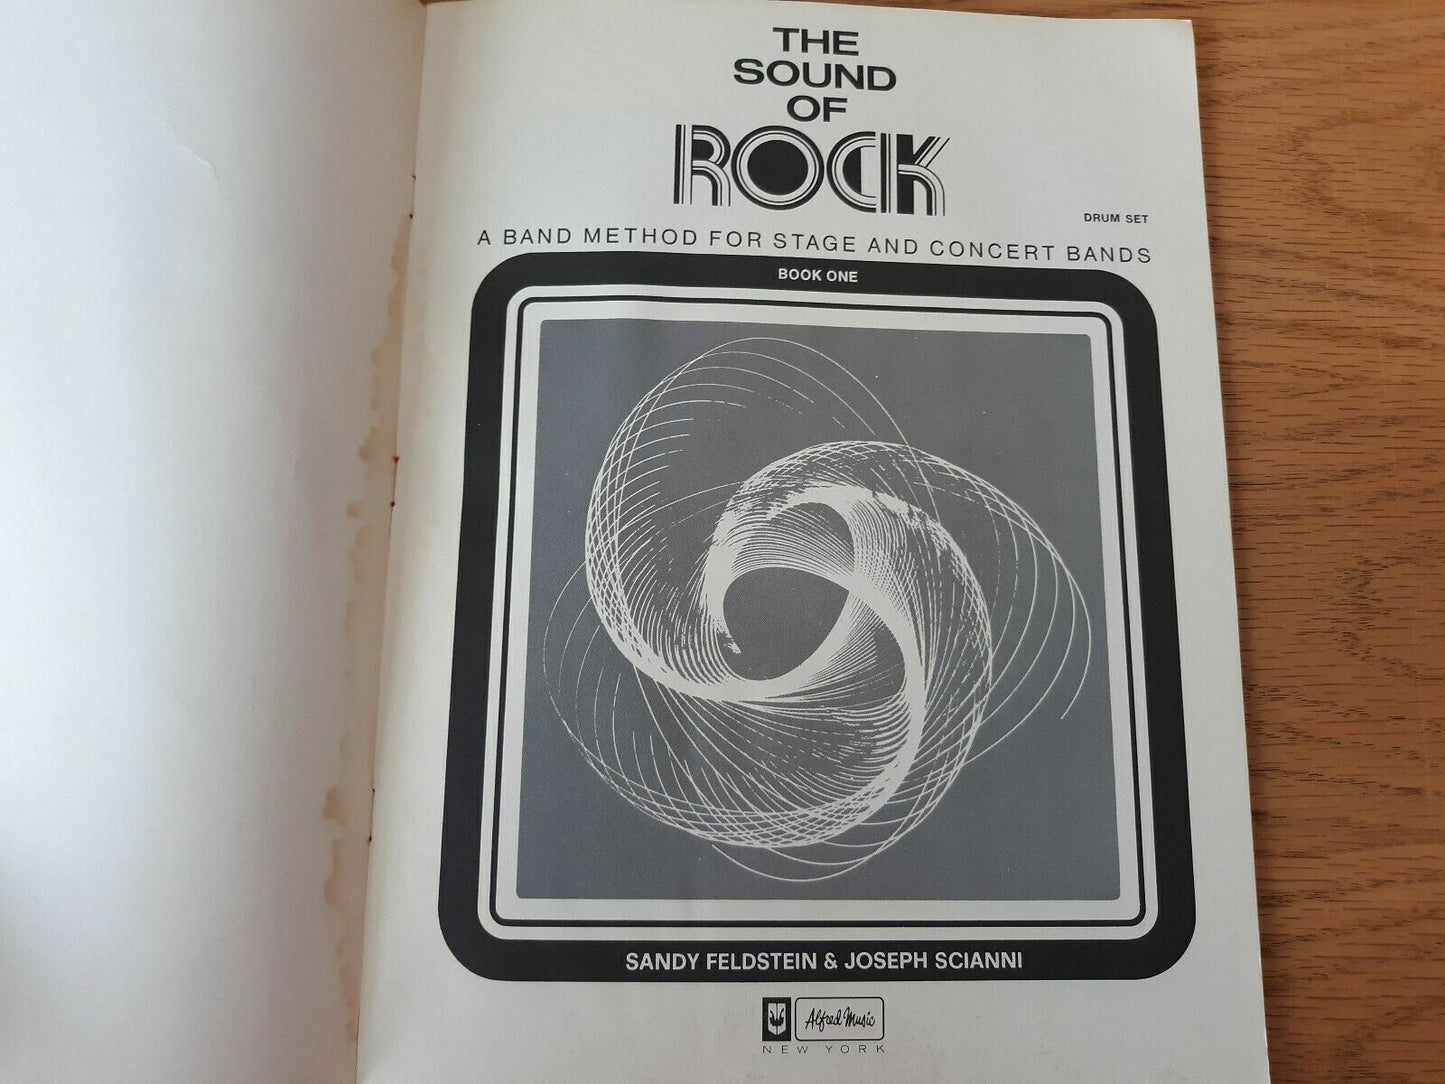 THE
SOUND
OF
ROCK
DRUM SET
A BAND METHOD FOR STAGE AND CONCERT BANDS
BOOK ONE
SANDY FELDSTEIN & JOSEPH SCIANNI
Alfred Music
NEW YORK